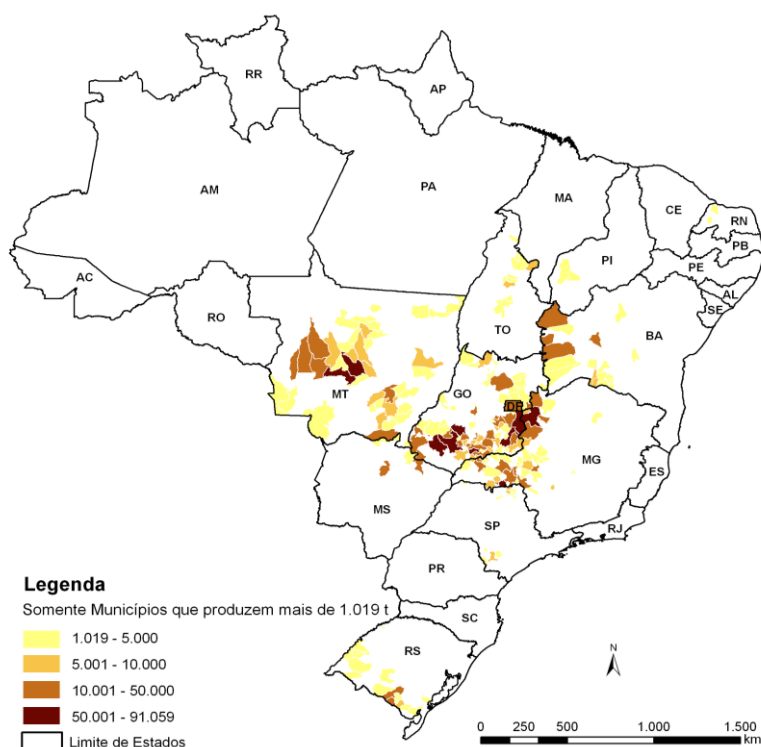 RR
AP
AM
PA
MA
CE
RN
PB
PI
PE
AL
SE
AC
RO
TO
BA
MT
GO
DF
MG
ES
MS
SP
RJ
PR
SC
RS
N
Legenda
Somente Municípios que produzem mais de 1.019 t
1.019 - 5.000
5.001 - 10.000
10.001 - 50.000
50.001 - 91.059
Limite de Estados
0 250 500 1.000 1.500
km